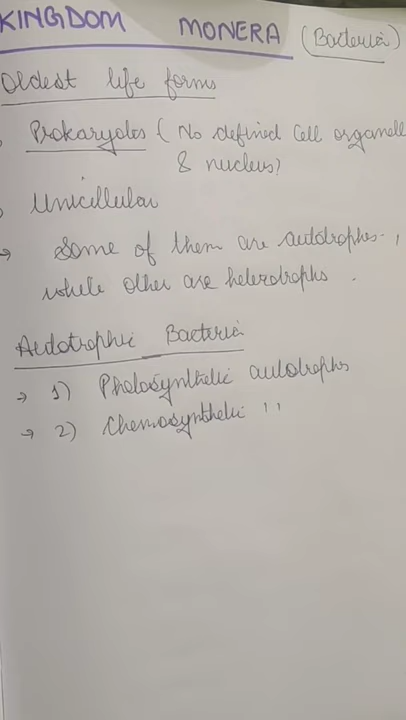 KINGDOM MONERA (Bacteria)
Oldest life forms
Prokaryotes (No defined cell organell
& nucleus)
Unicellular
→ Some of them are autotrophs,
while other are heterotrophs.
Autotrophic Bacteria
→ 1) Photosynthetic autotrophs
→ 2) Chemosynthetic ''